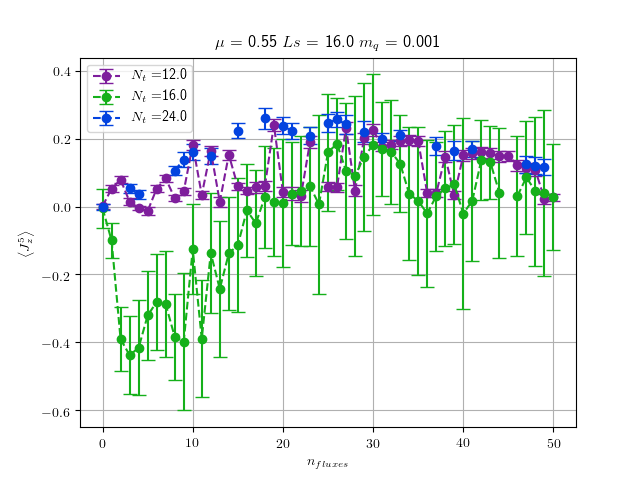 μ = 0.55 Ls = 16.0 m_q = 0.001
N_t =12.0
N_t =16.0
N_t =24.0
0.4
0.2
0.0
−0.2
−0.4
−0.6
⟨J_z^5⟩
0 10 20 30 40 50
n_fluxes